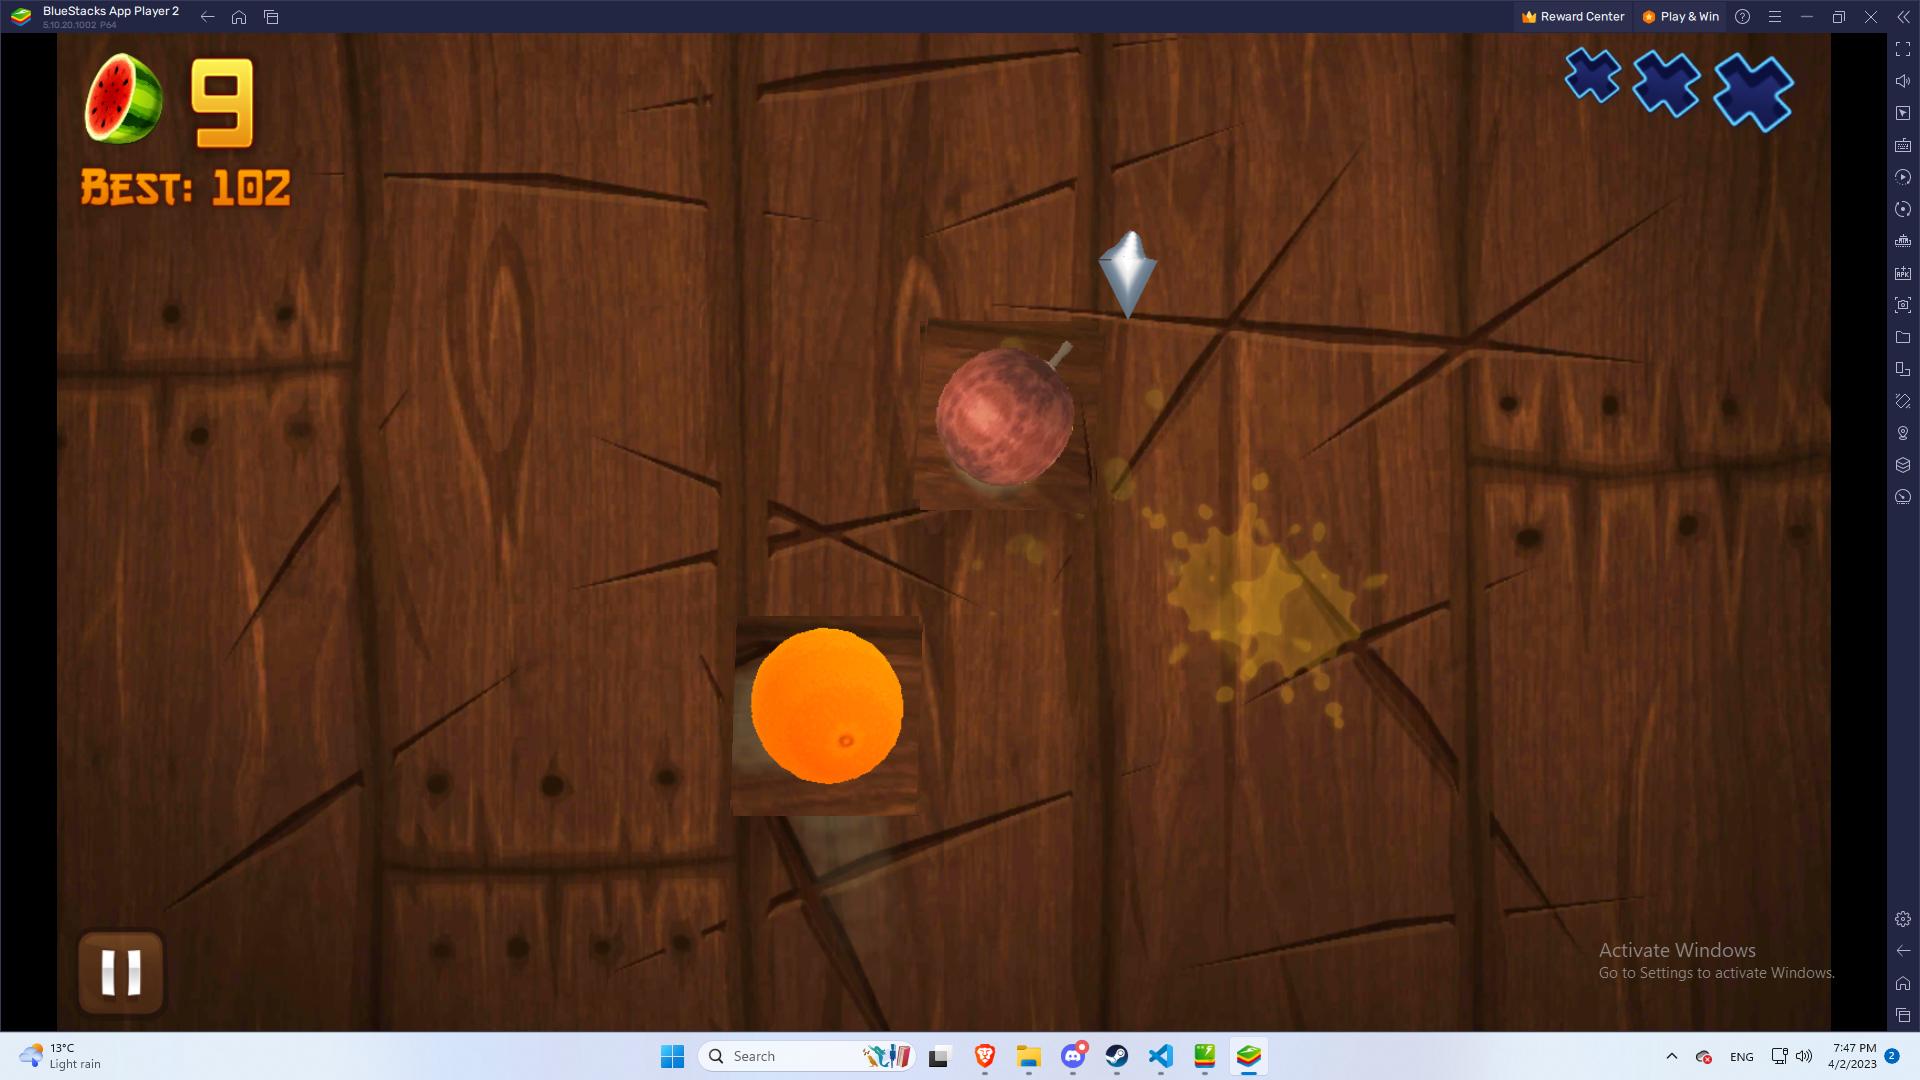 BlueStacks App Player 2
5.10.20.1002 P64
Reward Center
Play & Win
9
BEST: 102
Activate Windows
Go to Settings to activate Windows.
13°C
Light rain
Search
ENG
7:47 PM
4/2/2023
2